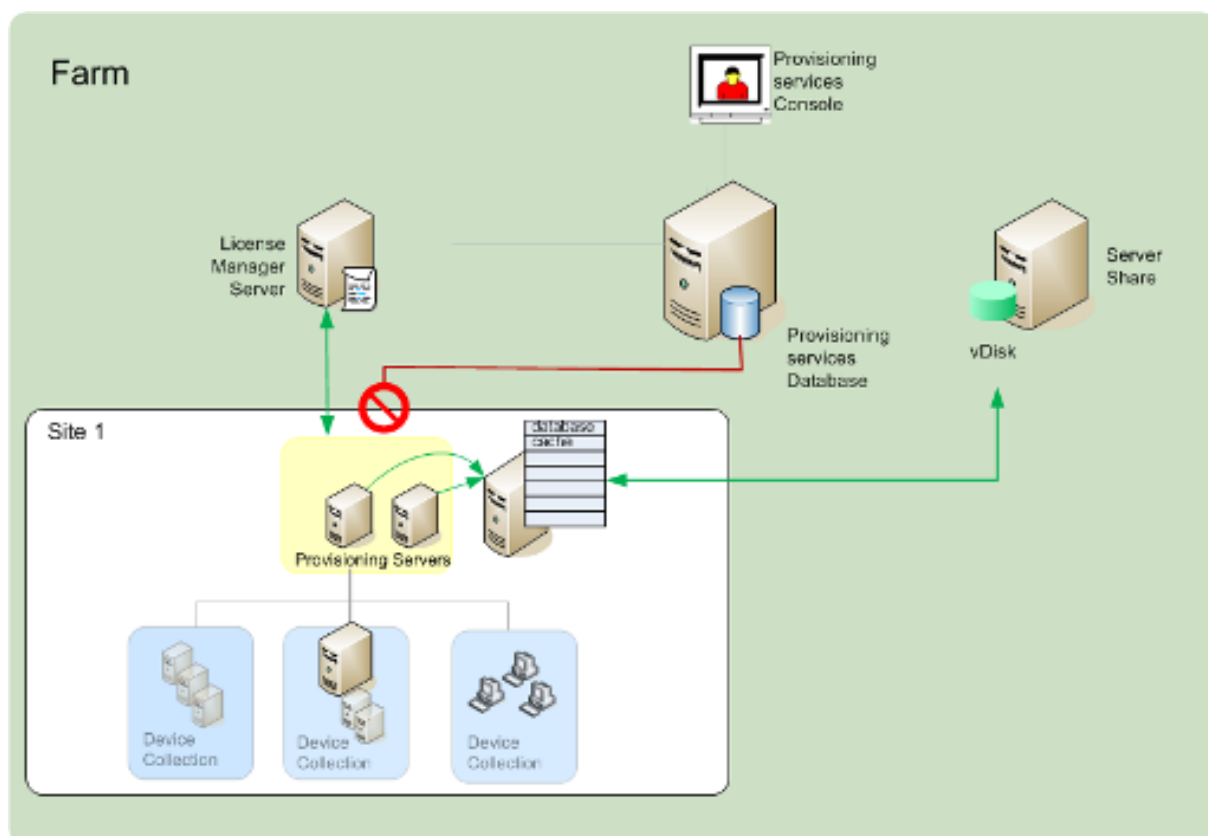 Farm
Provisioning
services
Console
License
Manager
Server
Server
Share
vDisk
Provisioning
services
Database
Site 1
database
cache
Provisioning Servers
Device
Collection
Device
Collection
Device
Collection